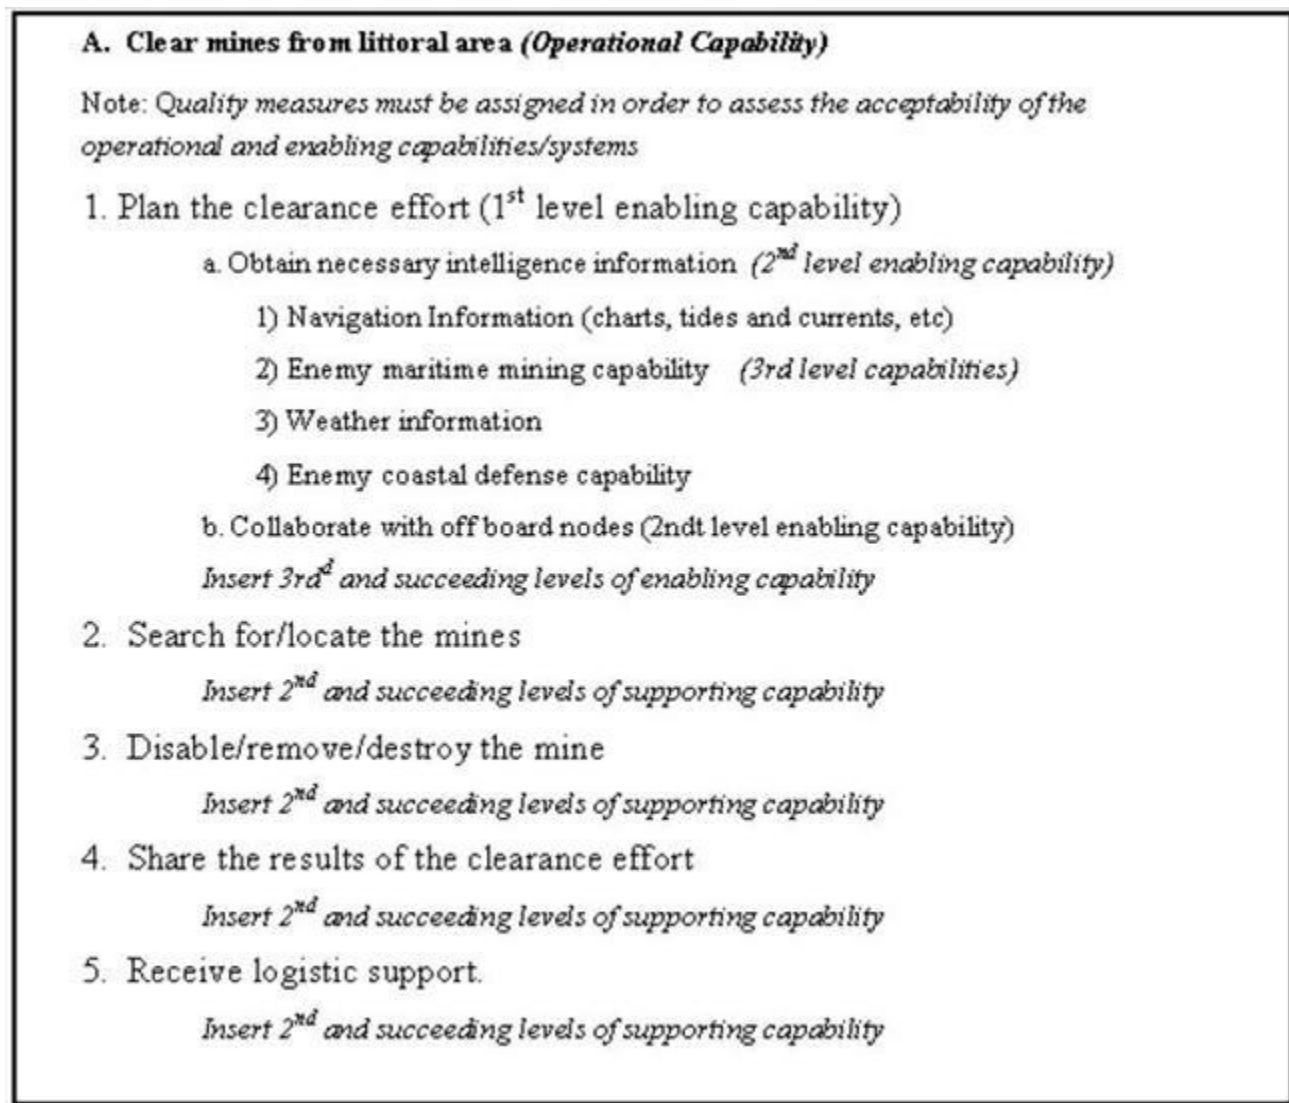 A. Clear mines from littoral area (Operational Capability)
Note: Quality measures must be assigned in order to assess the acceptability of the
operational and enabling capabilities/systems
1. Plan the clearance effort (1st level enabling capability)
a. Obtain necessary intelligence information (2nd level enabling capability)
1) Navigation Information (charts, tides and currents, etc)
2) Enemy maritime mining capability (3rd level capabilities)
3) Weather information
4) Enemy coastal defense capability
b. Collaborate with off board nodes (2ndt level enabling capability)
Insert 3rdd and succeeding levels of enabling capability
2. Search for/locate the mines
Insert 2nd and succeeding levels of supporting capability
3. Disable/remove/destroy the mine
Insert 2nd and succeeding levels of supporting capability
4. Share the results of the clearance effort
Insert 2nd and succeeding levels of supporting capability
5. Receive logistic support.
Insert 2nd and succeeding levels of supporting capability